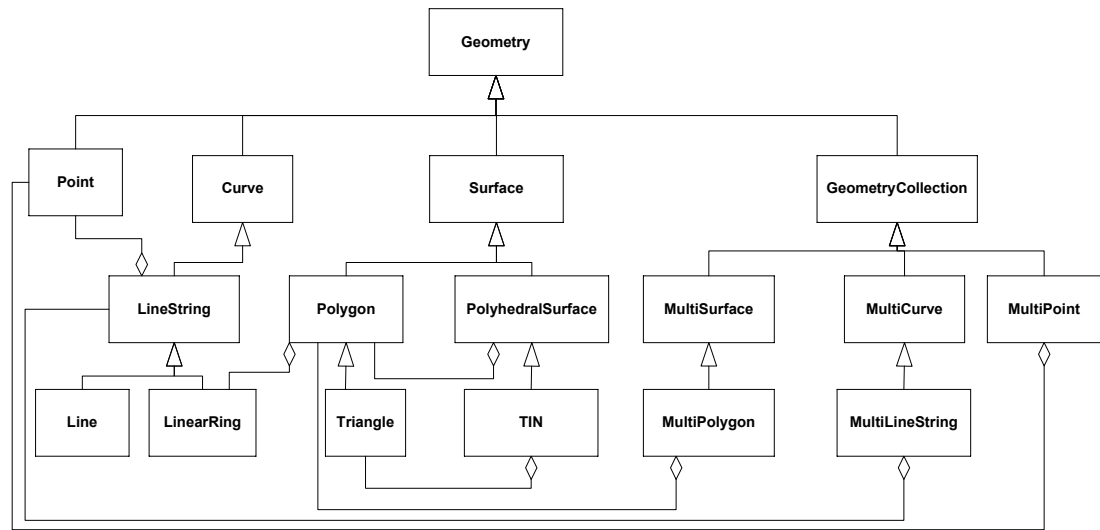 Geometry
Point
Curve
Surface
GeometryCollection
LineString
Polygon
PolyhedralSurface
MultiSurface
MultiCurve
MultiPoint
Line
LinearRing
Triangle
TIN
MultiPolygon
MultiLineString